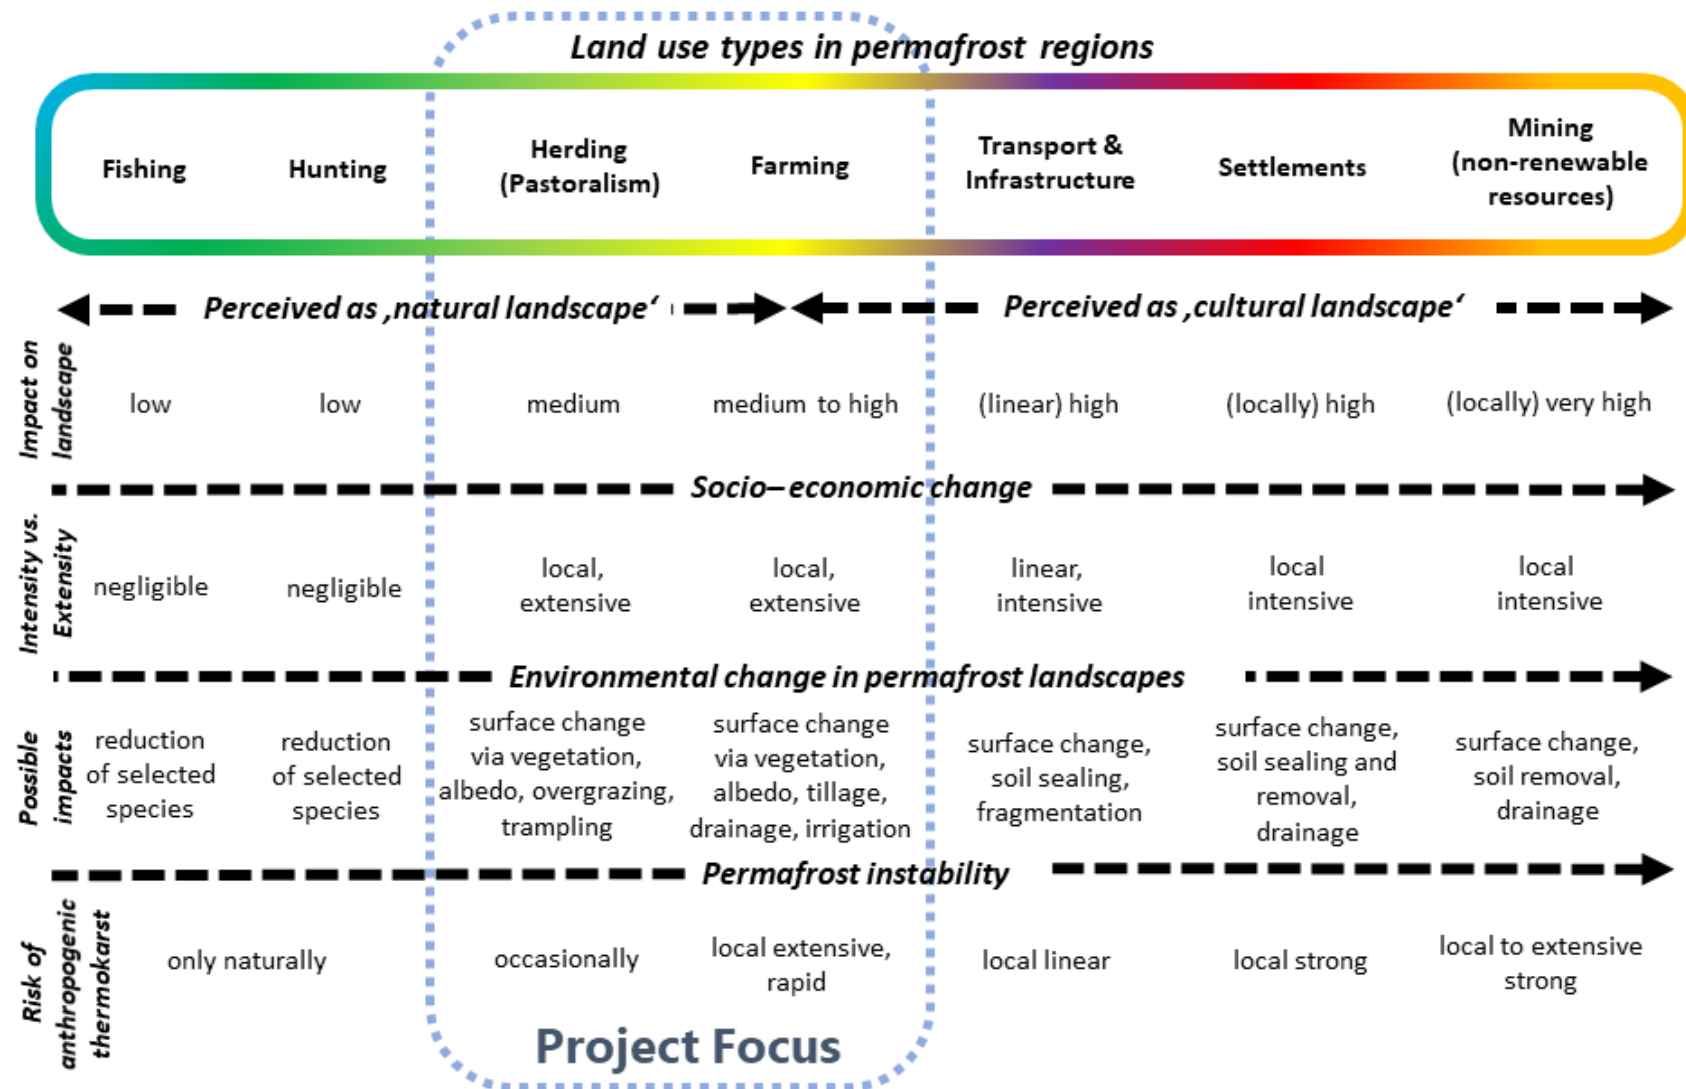 Land use types in permafrost regions
Fishing
Hunting
Herding
(Pastoralism)
Farming
Transport &
Infrastructure
Settlements
Mining
(non-renewable
resources)
Perceived as ‚natural landscape‘
Perceived as ‚cultural landscape‘
Impact on
landscape
low
low
medium
medium to high
(linear) high
(locally) high
(locally) very high
Socio–economic change
Intensity vs.
Extensity
negligible
negligible
local,
extensive
local,
extensive
linear,
intensive
local
intensive
local
intensive
Environmental change in permafrost landscapes
Possible
impacts
reduction
of selected
species
reduction
of selected
species
surface change
via vegetation,
albedo, overgrazing,
trampling
surface change
via vegetation,
albedo, tillage,
drainage, irrigation
surface change,
soil sealing,
fragmentation
surface change,
soil sealing and
removal,
drainage
surface change,
soil removal,
drainage
Permafrost instability
Risk of
anthropogenic
thermokarst
only naturally
occasionally
local extensive,
rapid
local linear
local strong
local to extensive
strong
Project Focus